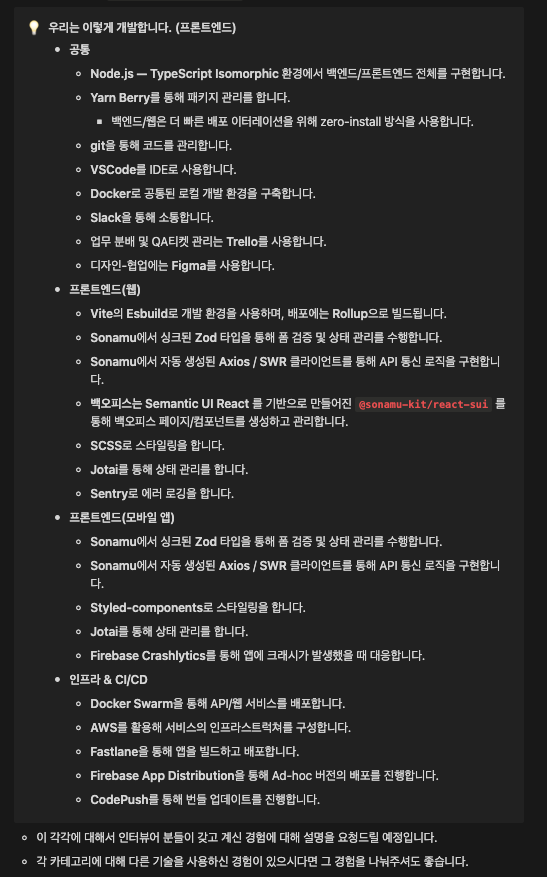 💡 우리는 이렇게 개발합니다. (프론트엔드)
• 공통
◦ Node.js — TypeScript Isomorphic 환경에서 백엔드/프론트엔드 전체를 구현합니다.
◦ Yarn Berry를 통해 패키지 관리를 합니다.
▪ 백엔드/웹은 더 빠른 배포 이터레이션을 위해 zero-install 방식을 사용합니다.
◦ git을 통해 코드를 관리합니다.
◦ VSCode를 IDE로 사용합니다.
◦ Docker로 공통된 로컬 개발 환경을 구축합니다.
◦ Slack을 통해 소통합니다.
◦ 업무 분배 및 QA티켓 관리는 Trello를 사용합니다.
◦ 디자인-협업에는 Figma를 사용합니다.
• 프론트엔드(웹)
◦ Vite의 Esbuild로 개발 환경을 사용하며, 배포에는 Rollup으로 빌드됩니다.
◦ Sonamu에서 싱크된 Zod 타입을 통해 폼 검증 및 상태 관리를 수행합니다.
◦ Sonamu에서 자동 생성된 Axios / SWR 클라이언트를 통해 API 통신 로직을 구현합니
다.
◦ 백오피스는 Semantic UI React 를 기반으로 만들어진 @sonamu-kit/react-sui 를
통해 백오피스 페이지/컴포넌트를 생성하고 관리합니다.
◦ SCSS로 스타일링을 합니다.
◦ Jotai를 통해 상태 관리를 합니다.
◦ Sentry로 에러 로깅을 합니다.
• 프론트엔드(모바일 앱)
◦ Sonamu에서 싱크된 Zod 타입을 통해 폼 검증 및 상태 관리를 수행합니다.
◦ Sonamu에서 자동 생성된 Axios / SWR 클라이언트를 통해 API 통신 로직을 구현합니
다.
◦ Styled-components로 스타일링을 합니다.
◦ Jotai를 통해 상태 관리를 합니다.
◦ Firebase Crashlytics를 통해 앱에 크래시가 발생했을 때 대응합니다.
• 인프라 & CI/CD
◦ Docker Swarm을 통해 API/웹 서비스를 배포합니다.
◦ AWS를 활용해 서비스의 인프라스트럭쳐를 구성합니다.
◦ Fastlane을 통해 앱을 빌드하고 배포합니다.
◦ Firebase App Distribution을 통해 Ad-hoc 버전의 배포를 진행합니다.
◦ CodePush를 통해 번들 업데이트를 진행합니다.
◦ 이 각각에 대해서 인터뷰어 분들이 갖고 계신 경험에 대해 설명을 요청드릴 예정입니다.
◦ 각 카테고리에 대해 다른 기술을 사용하신 경험이 있으시다면 그 경험을 나눠주셔도 좋습니다.